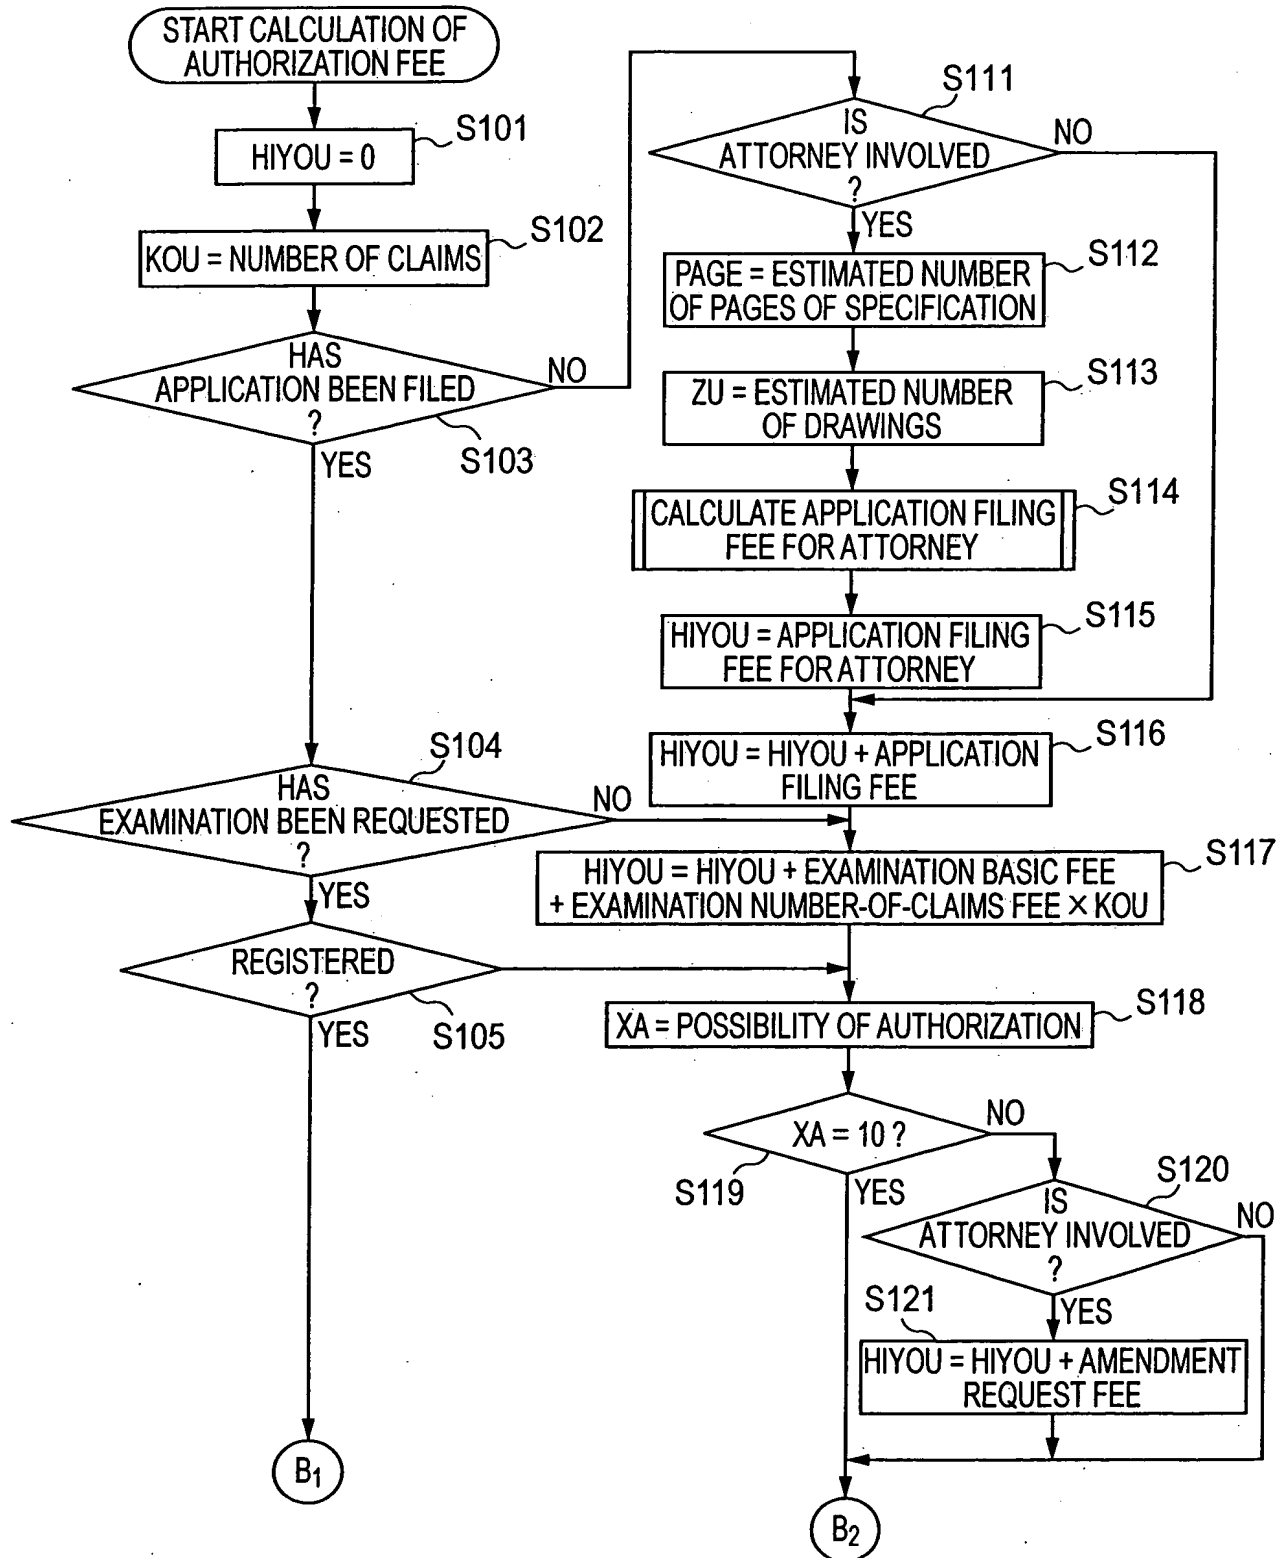 START CALCULATION OF
AUTHORIZATION FEE
HIYOU = 0
S101
KOU = NUMBER OF CLAIMS
S102
HAS
APPLICATION BEEN FILED
?
NO
S103
YES
S104
HAS
EXAMINATION BEEN REQUESTED
?
NO
YES
REGISTERED
?
S105
YES
B1
S111
IS
ATTORNEY INVOLVED
?
NO
YES
PAGE = ESTIMATED NUMBER
OF PAGES OF SPECIFICATION
S112
ZU = ESTIMATED NUMBER
OF DRAWINGS
S113
CALCULATE APPLICATION FILING
FEE FOR ATTORNEY
S114
HIYOU = APPLICATION FILING
FEE FOR ATTORNEY
S115
HIYOU = HIYOU + APPLICATION
FILING FEE
S116
HIYOU = HIYOU + EXAMINATION BASIC FEE
+ EXAMINATION NUMBER-OF-CLAIMS FEE × KOU
S117
XA = POSSIBILITY OF AUTHORIZATION
S118
XA = 10 ?
NO
S119
YES
S120
IS
ATTORNEY INVOLVED
?
NO
YES
S121
HIYOU = HIYOU + AMENDMENT
REQUEST FEE
B2